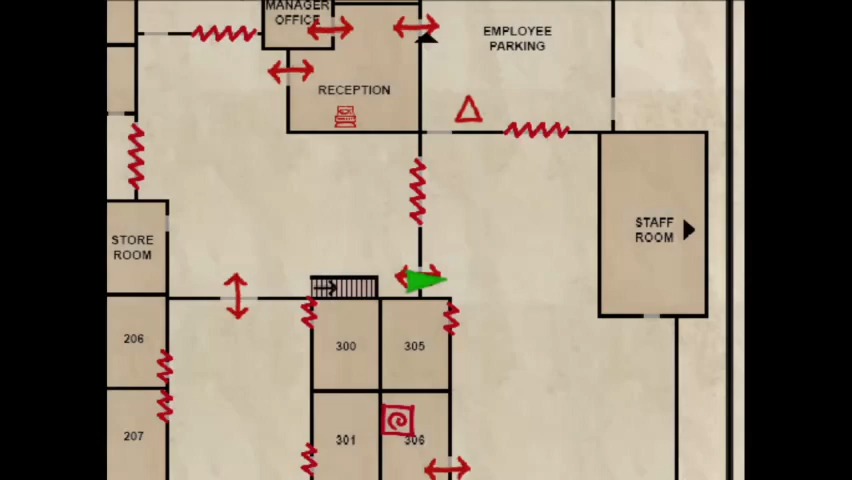 MANAGER
OFFICE
EMPLOYEE
PARKING
RECEPTION
STAFF
ROOM
STORE
ROOM
206
300
305
207
301
306